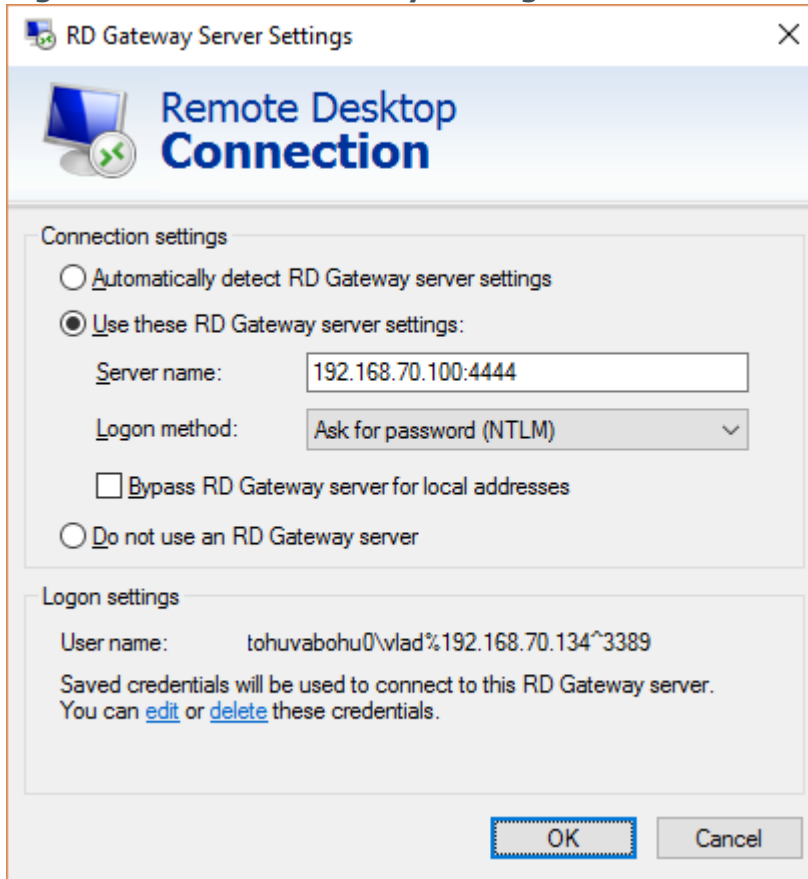 RD Gateway Server Settings
Remote Desktop
Connection
Connection settings
Automatically detect RD Gateway server settings
Use these RD Gateway server settings:
Server name: 192.168.70.100:4444
Logon method: Ask for password (NTLM)
Bypass RD Gateway server for local addresses
Do not use an RD Gateway server
Logon settings
User name: tohuvabohu0\vlad%192.168.70.134^3389
Saved credentials will be used to connect to this RD Gateway server.
You can edit or delete these credentials.
OK Cancel